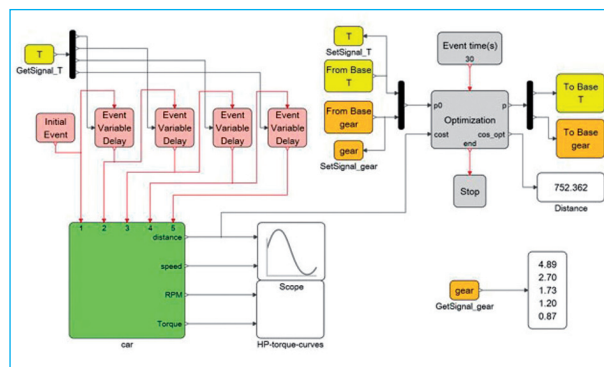 T
GetSignal_T
Initial Event
Event Variable Delay
Event Variable Delay
Event Variable Delay
Event Variable Delay
1 2 3 4 5
distance
speed
RPM
Torque
car
Scope
HP-torque-curves
T
SetSignal_T
From Base T
From Base gear
gear
SetSignal_gear
Event time(s)
30
p0
cost
Optimization
p
cos_opt
end
Stop
To Base T
To Base gear
752.362
Distance
gear
GetSignal_gear
4.89
2.70
1.73
1.20
0.87